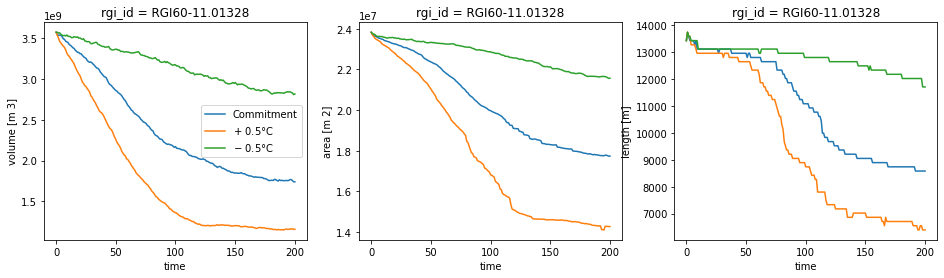 rgi_id = RGI60-11.01328
1e9
volume [m 3]
3.5
3.0
2.5
2.0
1.5
0
50
100
150
200
time
Commitment
+ 0.5°C
− 0.5°C
rgi_id = RGI60-11.01328
1e7
area [m 2]
2.4
2.2
2.0
1.8
1.6
1.4
0
50
100
150
200
time
rgi_id = RGI60-11.01328
length [m]
14000
13000
12000
11000
10000
9000
8000
7000
0
50
100
150
200
time